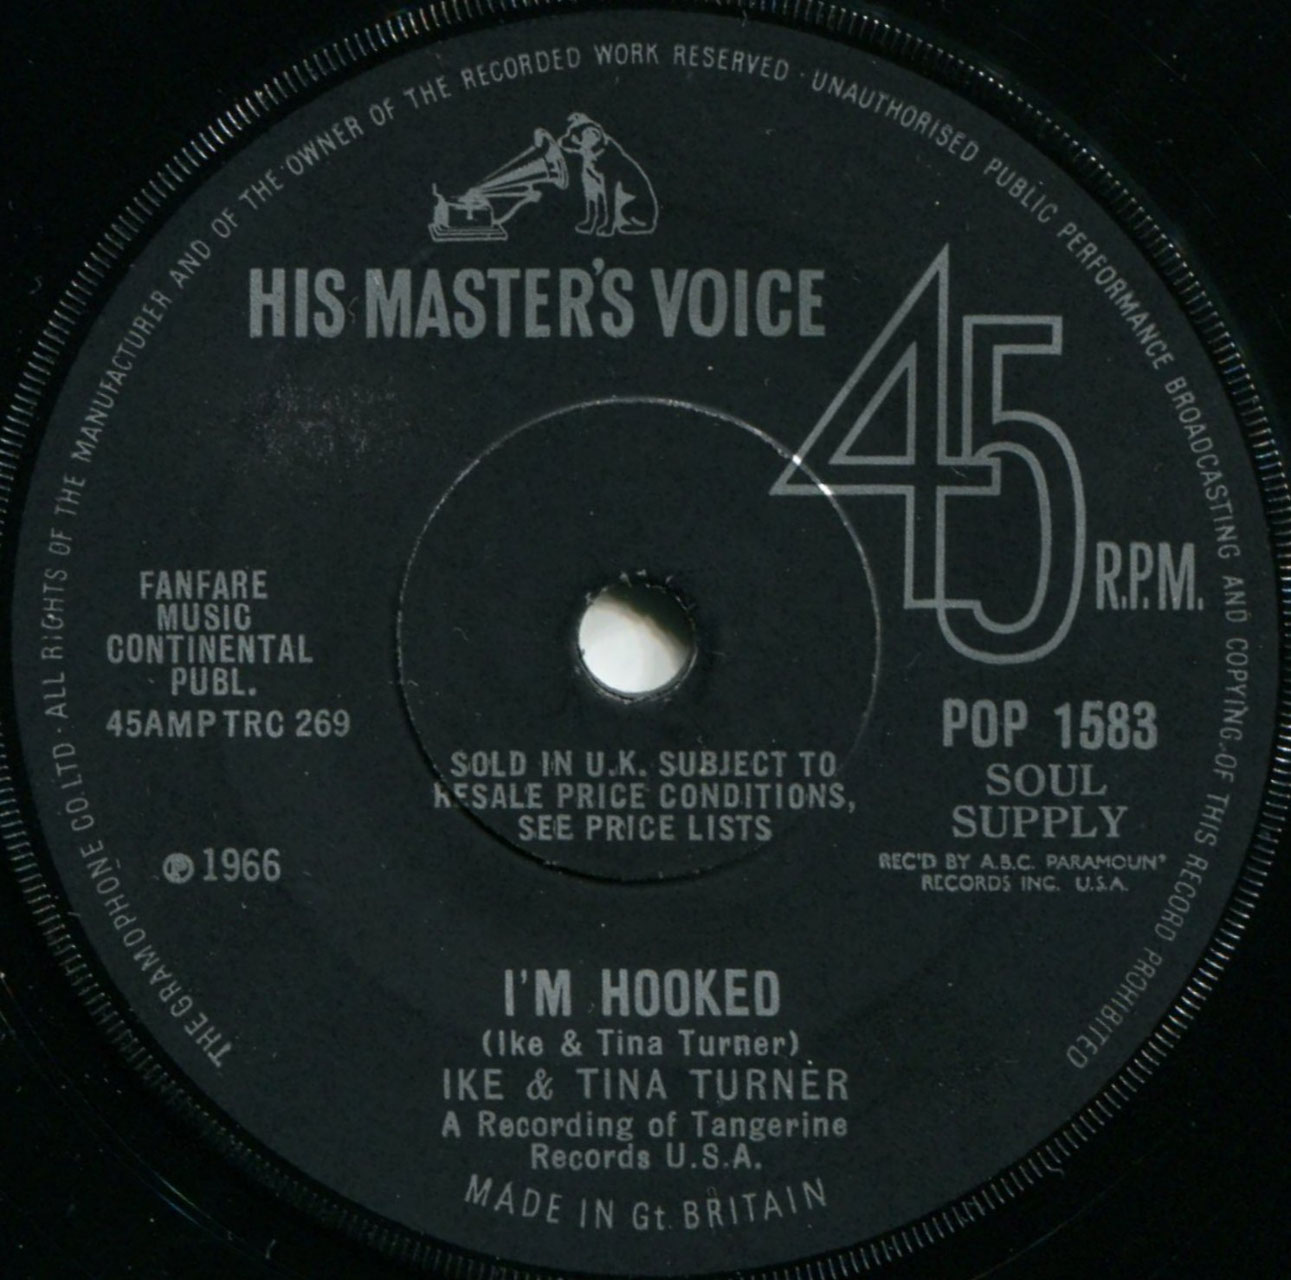 THE GRAMOPHONE CO LTD · ALL RIGHTS OF THE MANUFACTURER AND OF THE OWNER OF THE RECORDED WORK RESERVED · UNAUTHORISED PUBLIC PERFORMANCE BROADCASTING AND COPYING OF THIS RECORD PROHIBITED
HIS MASTER'S VOICE
45
R.P.M.
FANFARE
MUSIC
CONTINENTAL
PUBL.
45AMPTRC 269
℗ 1966
SOLD IN U.K. SUBJECT TO
RESALE PRICE CONDITIONS,
SEE PRICE LISTS
POP 1583
SOUL
SUPPLY
REC'D BY A.B.C. PARAMOUN'
RECORDS INC. U.S.A.
I'M HOOKED
(Ike & Tina Turner)
IKE & TINA TURNER
A Recording of Tangerine
Records U.S.A.
MADE IN Gt. BRITAIN